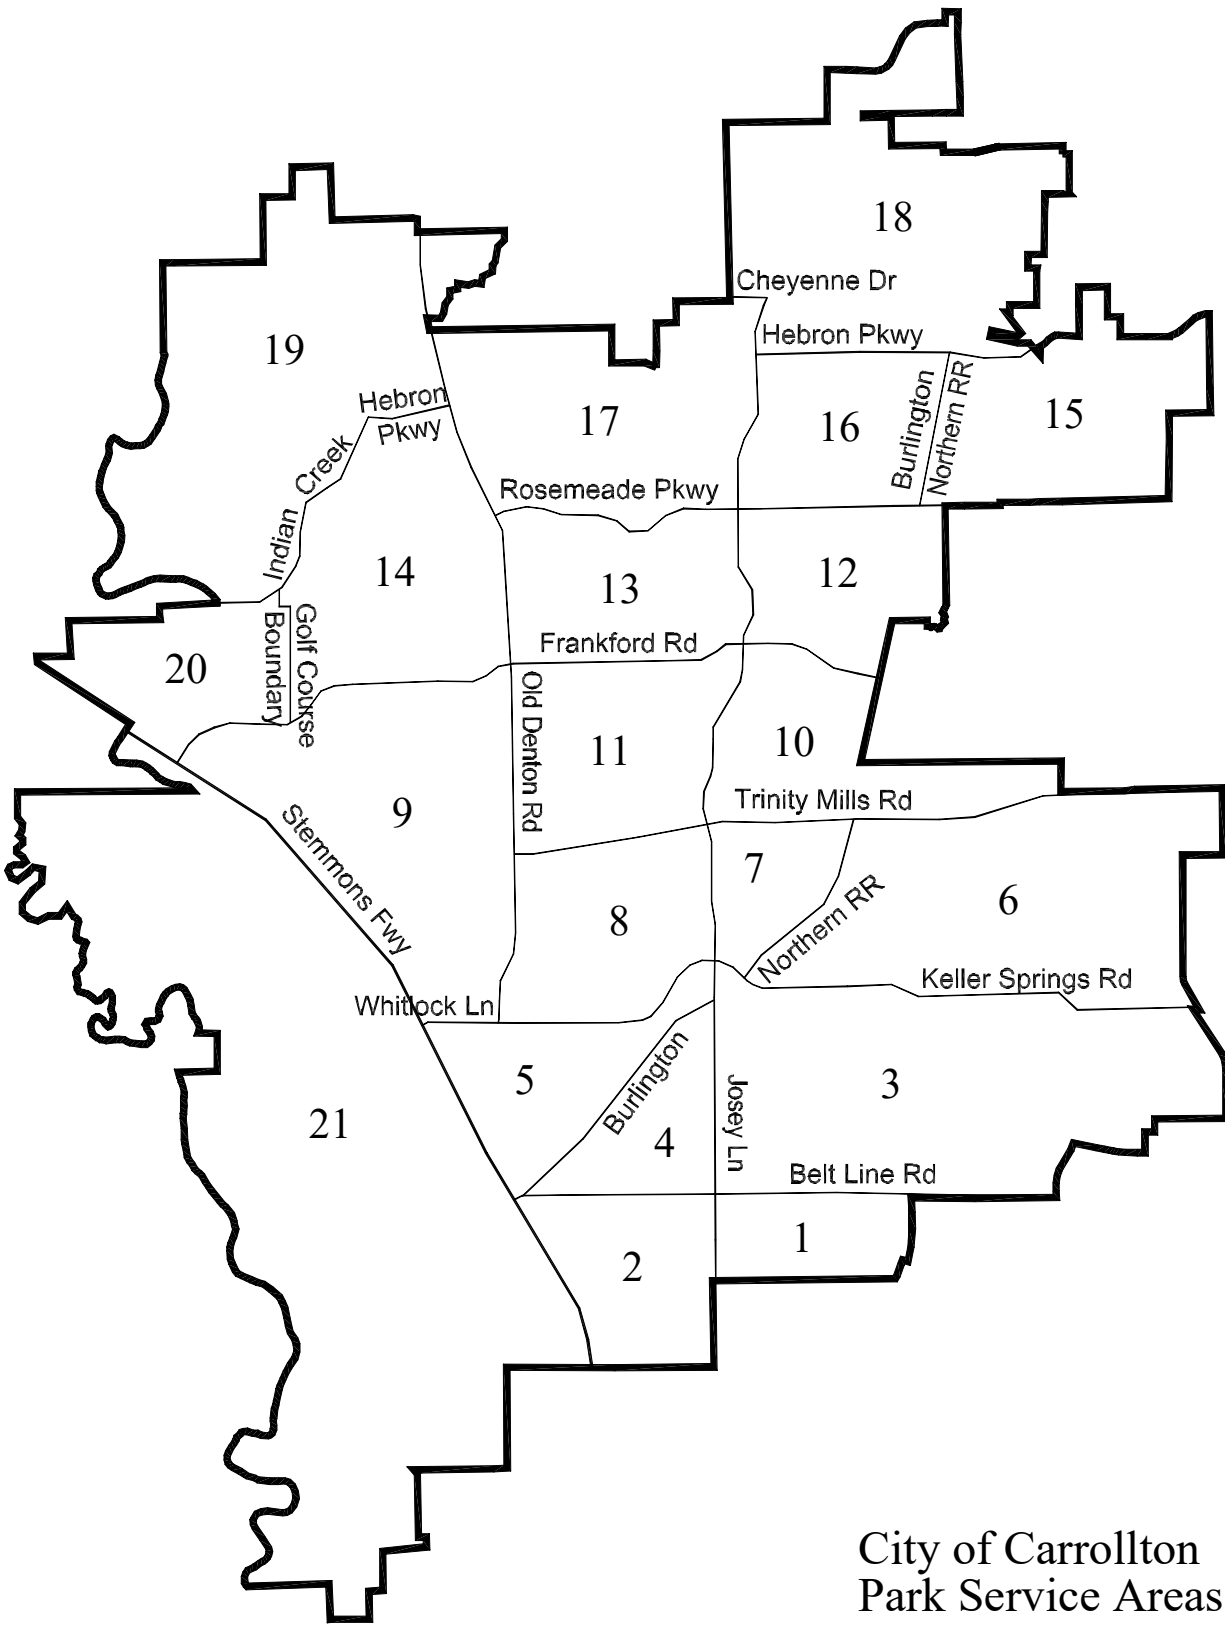 18
Cheyenne Dr
Hebron Pkwy
19
Hebron
Pkwy
17
16
Burlington
Northern RR
15
Indian Creek
Rosemeade Pkwy
14
13
12
Golf Course
Boundary
Frankford Rd
20
Old Denton Rd
11
10
9
Trinity Mills Rd
Stemmons Fwy
7
8
Northern RR
6
Keller Springs Rd
Whitlock Ln
5
Burlington
4
Josey Ln
3
21
Belt Line Rd
2
1
City of Carrollton
Park Service Areas